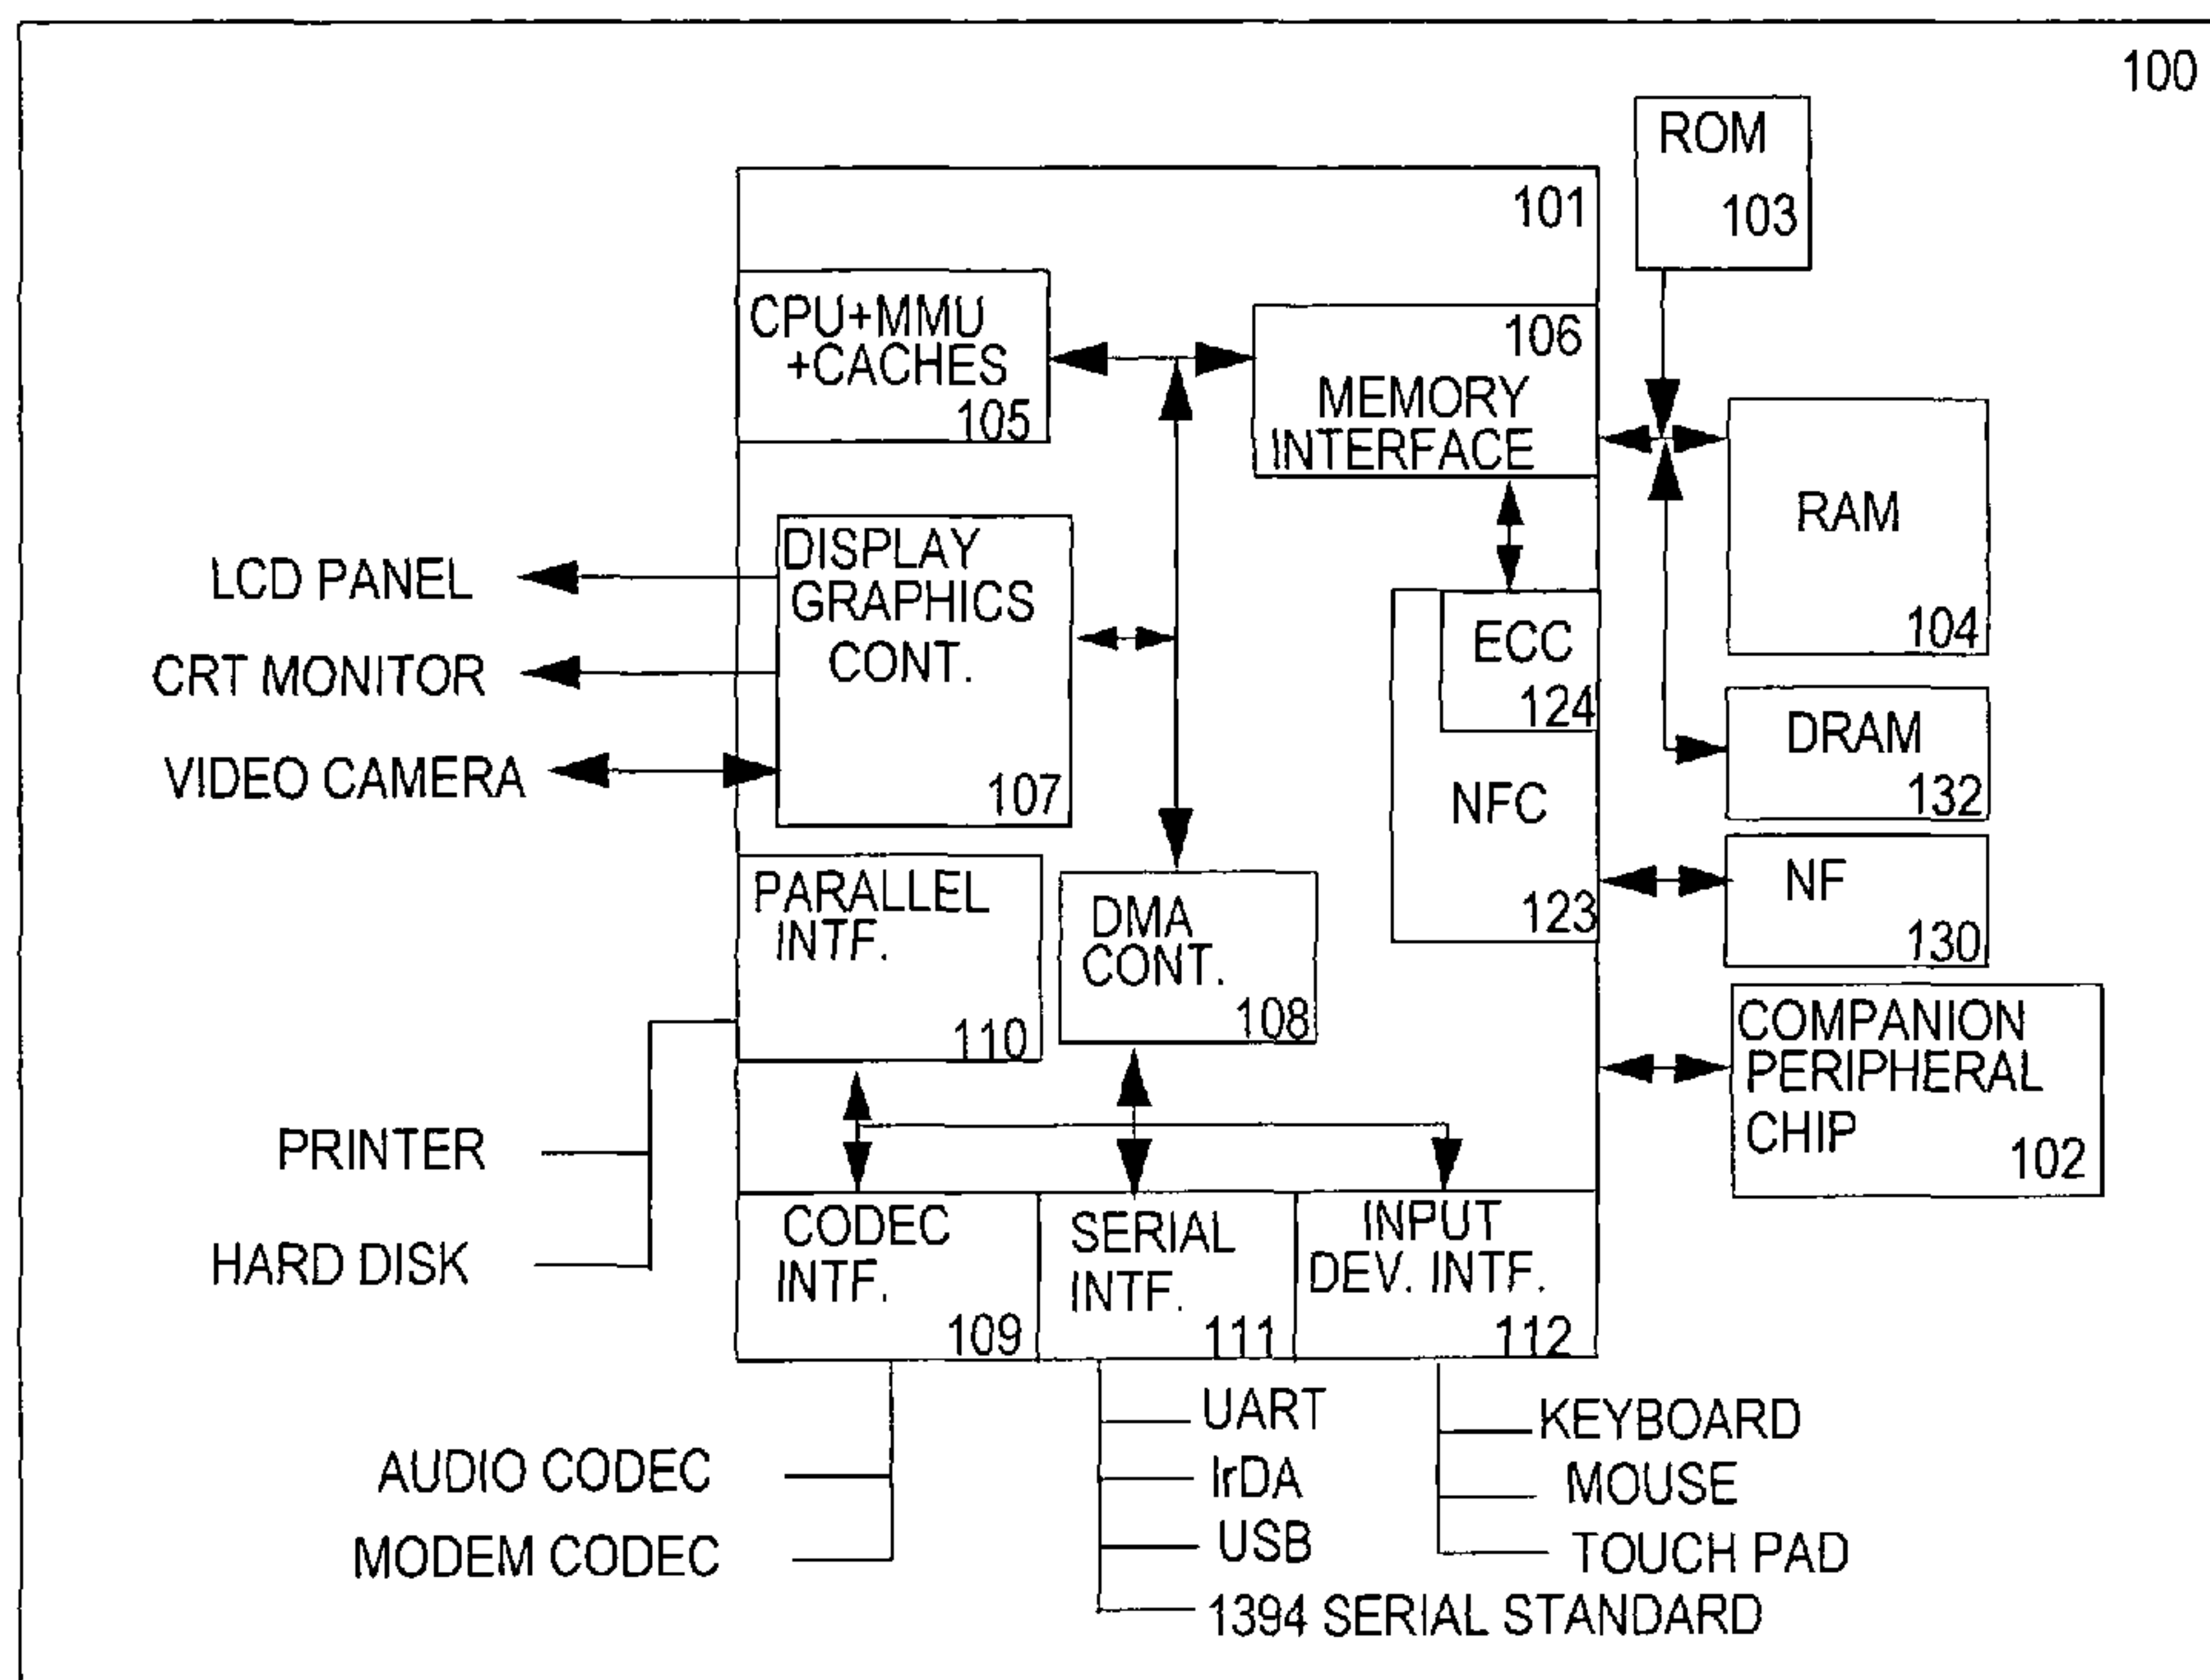 100
ROM
103
101
CPU+MMU
+CACHES
105
106
MEMORY
INTERFACE
RAM
104
DISPLAY
GRAPHICS
CONT.
107
LCD PANEL
CRT MONITOR
VIDEO CAMERA
ECC
124
NFC
123
DRAM
132
NF
130
PARALLEL
INTF.
110
DMA
CONT.
108
COMPANION
PERIPHERAL
CHIP
102
PRINTER
HARD DISK
CODEC
INTF.
109
SERIAL
INTF.
111
INPUT
DEV. INTF.
112
AUDIO CODEC
MODEM CODEC
UART
IrDA
USB
1394 SERIAL STANDARD
KEYBOARD
MOUSE
TOUCH PAD